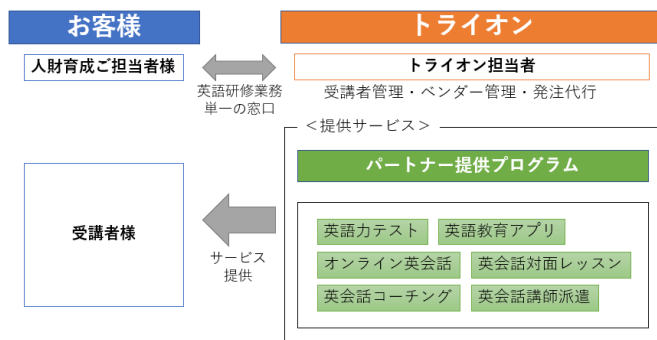 お客様
トライオン
人財育成ご担当者様
トライオン担当者
英語研修業務
単一の窓口
受講者管理・ベンダー管理・発注代行
＜提供サービス＞
パートナー提供プログラム
受講者様
サービス
提供
英語力テスト
英語教育アプリ
オンライン英会話
英会話対面レッスン
英会話コーチング
英会話講師派遣